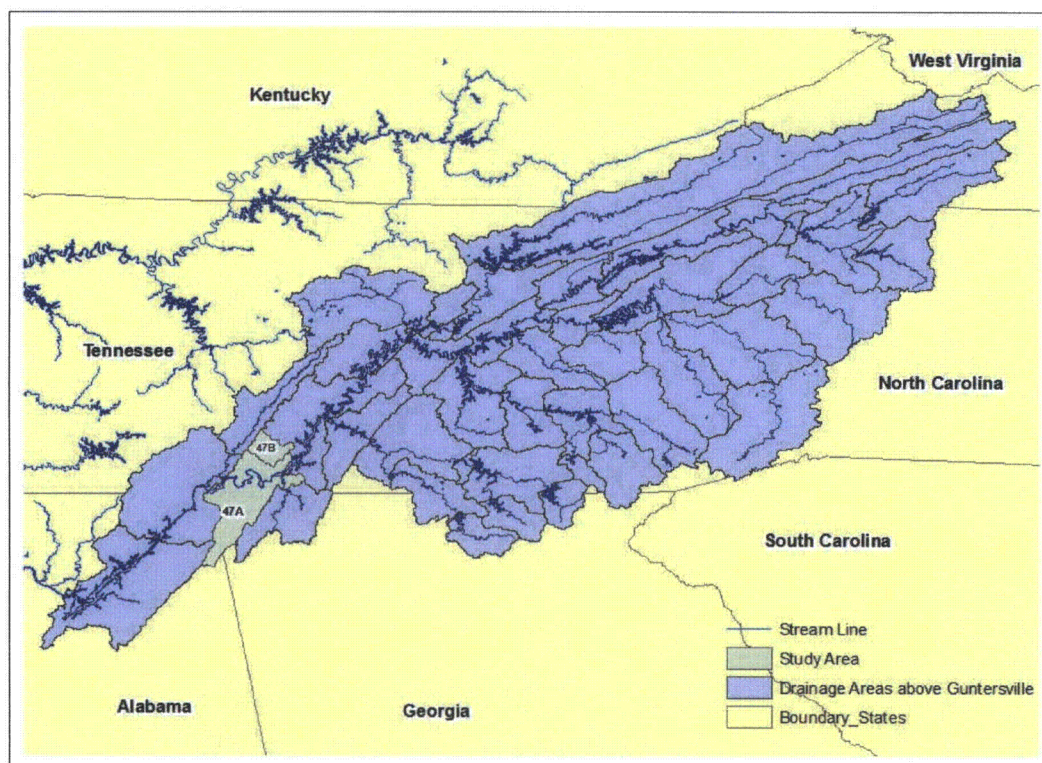 West Virginia
Kentucky
Tennessee
North Carolina
47B
47A
South Carolina
Stream Line
Study Area
Drainage Areas above Guntersville
Boundary_States
Alabama
Georgia